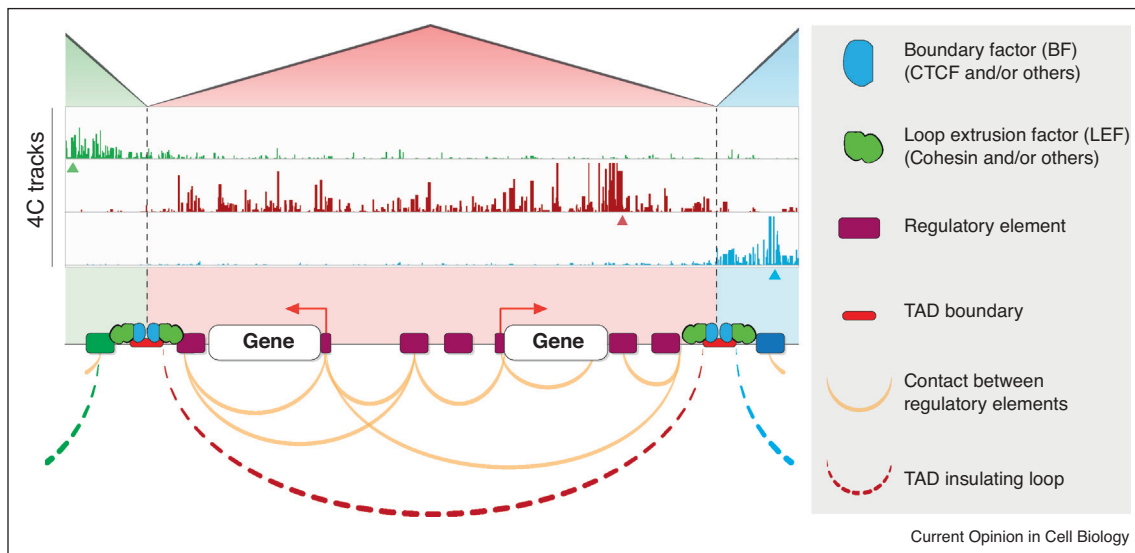 4C tracks
Gene
Gene
Boundary factor (BF)
(CTCF and/or others)
Loop extrusion factor (LEF)
(Cohesin and/or others)
Regulatory element
TAD boundary
Contact between
regulatory elements
TAD insulating loop
Current Opinion in Cell Biology